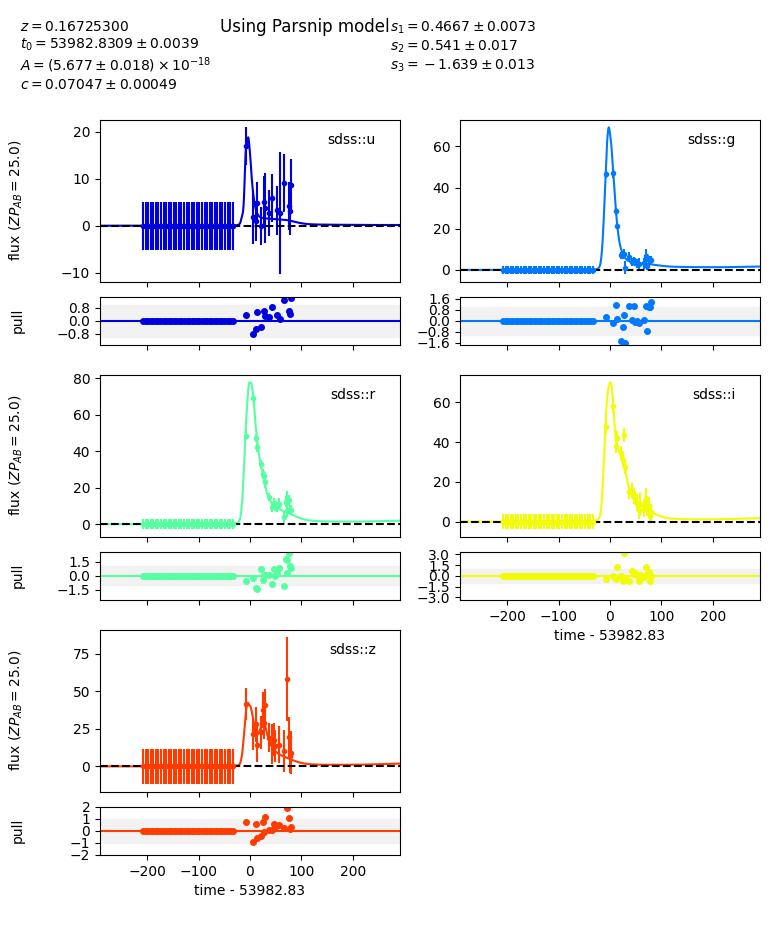 Using Parsnip model
z = 0.16725300
t₀ = 53982.8309 ± 0.0039
A = (5.677 ± 0.018) × 10⁻¹⁸
c = 0.07047 ± 0.00049
s₁ = 0.4667 ± 0.0073
s₂ = 0.541 ± 0.017
s₃ = −1.639 ± 0.013
flux (ZP_AB = 25.0)
20
10
0
−10
sdss::u
60
40
20
0
sdss::g
pull
0.8
0.0
−0.8
1.6
0.8
0.0
−0.8
−1.6
flux (ZP_AB = 25.0)
80
60
40
20
0
sdss::r
60
40
20
0
sdss::i
pull
1.5
0.0
−1.5
3.0
1.5
0.0
−1.5
−3.0
−200 −100 0 100 200
time - 53982.83
flux (ZP_AB = 25.0)
75
50
25
0
sdss::z
pull
2
1
0
−1
−2
−200 −100 0 100 200
time - 53982.83